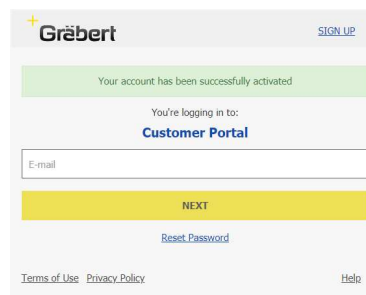 Gräbert
SIGN UP
Your account has been successfully activated
You're logging in to:
Customer Portal
E-mail
NEXT
Reset Password
Terms of Use Privacy Policy Help